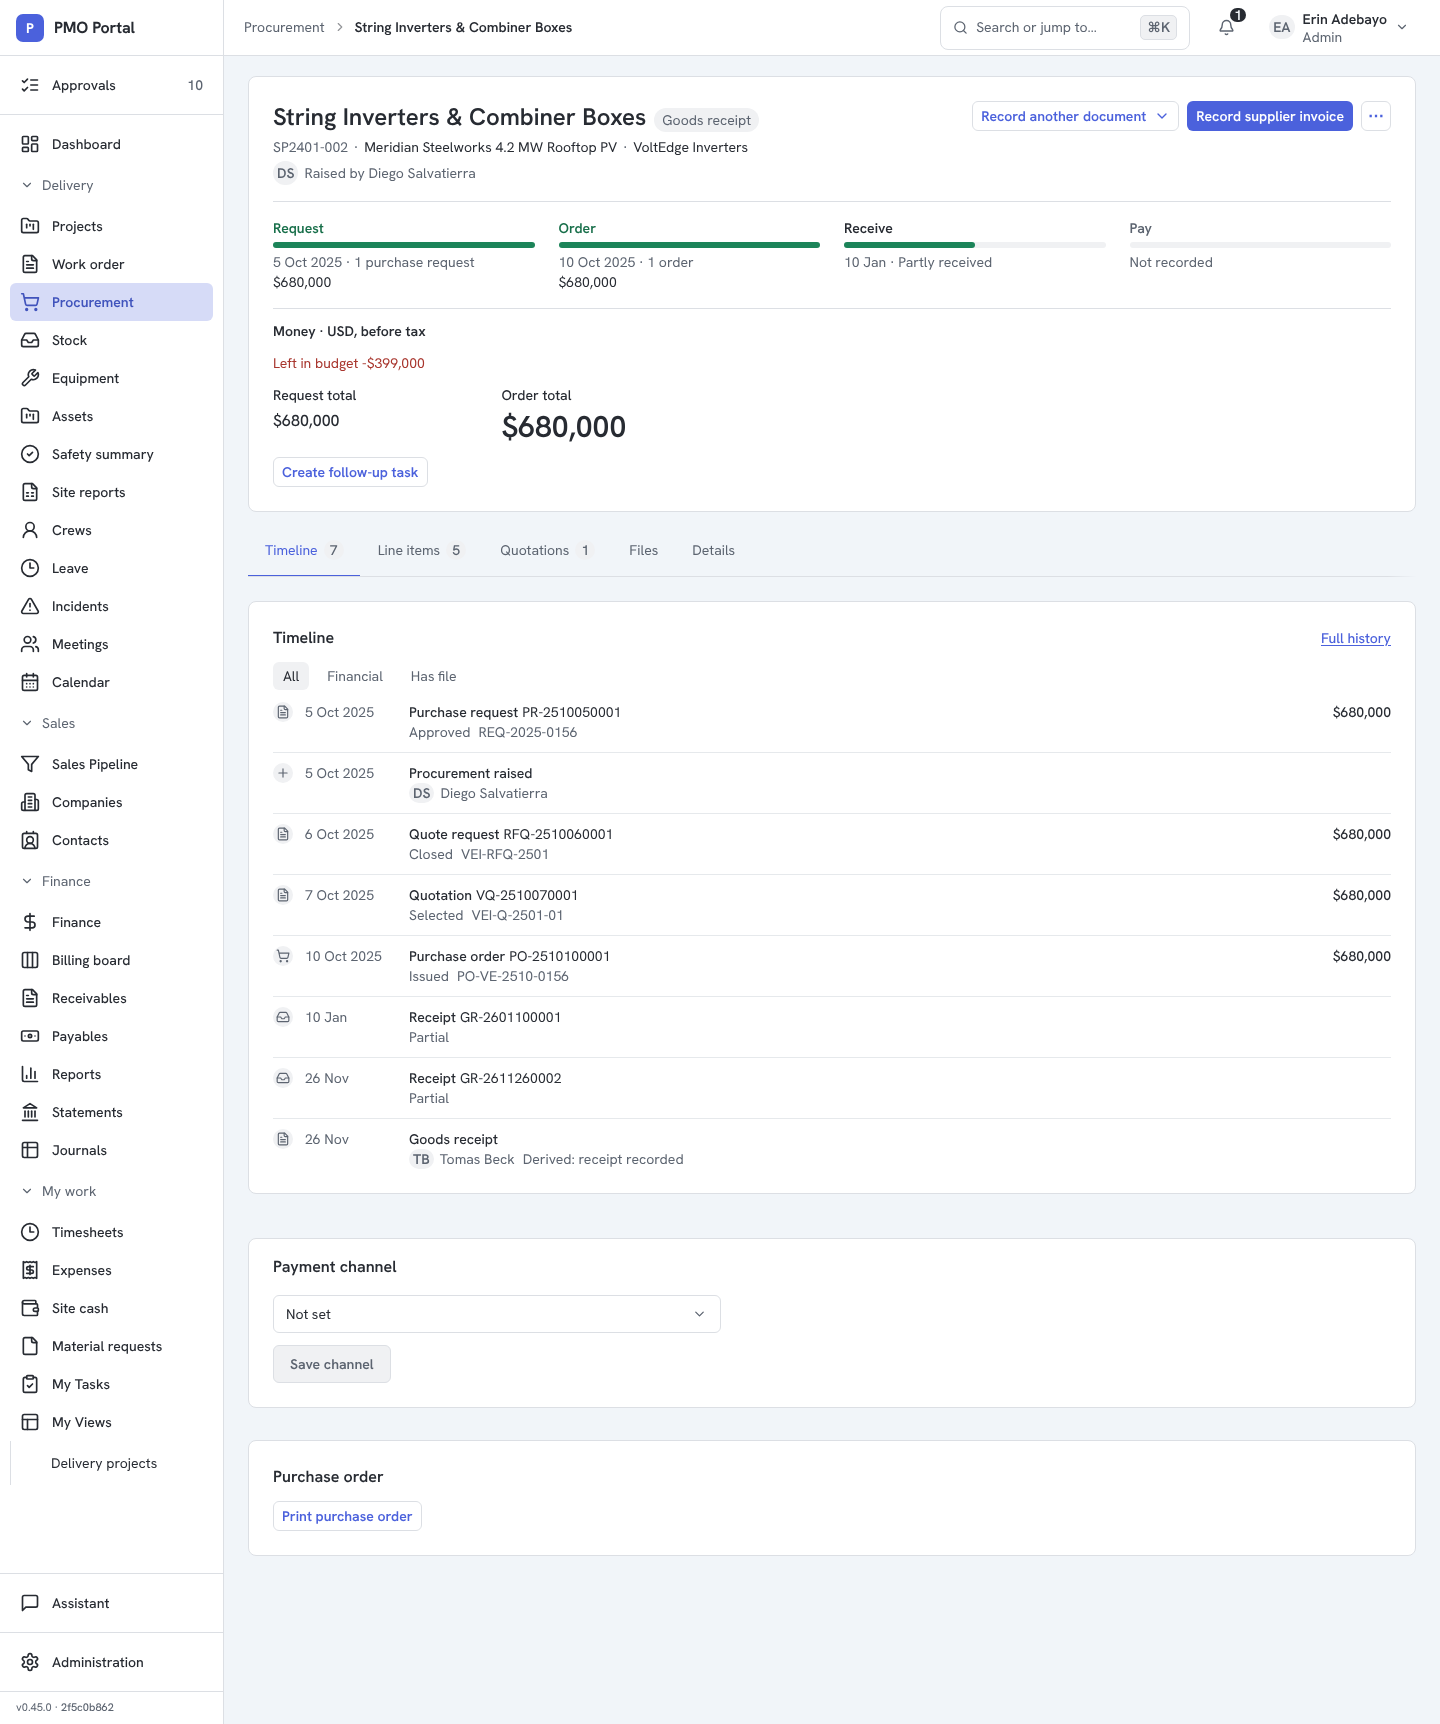 P PMO Portal
Procurement > String Inverters & Combiner Boxes
Search or jump to... ⌘K
1
EA Erin Adebayo
Admin
Approvals 10
Dashboard
Delivery
Projects
Work order
Procurement
Stock
Equipment
Assets
Safety summary
Site reports
Crews
Leave
Incidents
Meetings
Calendar
Sales
Sales Pipeline
Companies
Contacts
Finance
Finance
Billing board
Receivables
Payables
Reports
Statements
Journals
My work
Timesheets
Expenses
Site cash
Material requests
My Tasks
My Views
Delivery projects
Assistant
Administration
v0.45.0 · 2f5c0b862
String Inverters & Combiner Boxes Goods receipt
Record another document Record supplier invoice ···
SP2401-002 · Meridian Steelworks 4.2 MW Rooftop PV · VoltEdge Inverters
DS Raised by Diego Salvatierra
Request Order Receive Pay
5 Oct 2025 · 1 purchase request 10 Oct 2025 · 1 order 10 Jan · Partly received Not recorded
$680,000 $680,000
Money · USD, before tax
Left in budget -$399,000
Request total Order total
$680,000 $680,000
Create follow-up task
Timeline 7 Line items 5 Quotations 1 Files Details
Timeline Full history
All Financial Has file
5 Oct 2025 Purchase request PR-2510050001 $680,000
Approved REQ-2025-0156
5 Oct 2025 Procurement raised
DS Diego Salvatierra
6 Oct 2025 Quote request RFQ-2510060001 $680,000
Closed VEI-RFQ-2501
7 Oct 2025 Quotation VQ-2510070001 $680,000
Selected VEI-Q-2501-01
10 Oct 2025 Purchase order PO-2510100001 $680,000
Issued PO-VE-2510-0156
10 Jan Receipt GR-2601100001
Partial
26 Nov Receipt GR-2611260002
Partial
26 Nov Goods receipt
TB Tomas Beck Derived: receipt recorded
Payment channel
Not set
Save channel
Purchase order
Print purchase order